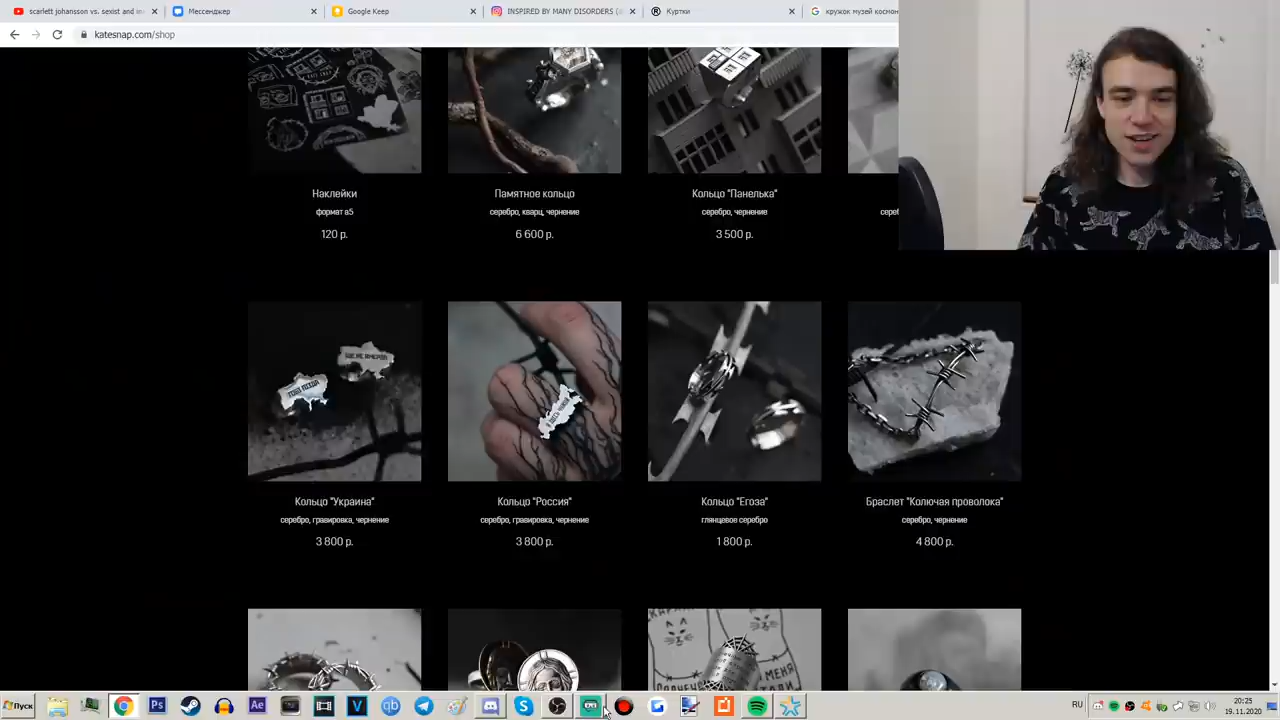 scarlett johansson vs. sexist and in
Мессенджер
Google Keep
INSPIRED BY MANY DISORDERS (
Куртки
кружок музей космон
katesnap.com/shop
Наклейки
формат а5
120 р.
Памятное кольцо
серебро, кварц, чернение
6 600 р.
Кольцо "Панелька"
серебро, чернение
3 500 р.
сереб
Кольцо "Украина"
серебро, гравировка, чернение
3 800 р.
Кольцо "Россия"
серебро, гравировка, чернение
3 800 р.
Кольцо "Егоза"
глянцевое серебро
1 800 р.
Браслет "Колючая проволока"
серебро, чернение
4 800 р.
МЕНЯ
Пуск
RU
20:25
19.11.2020